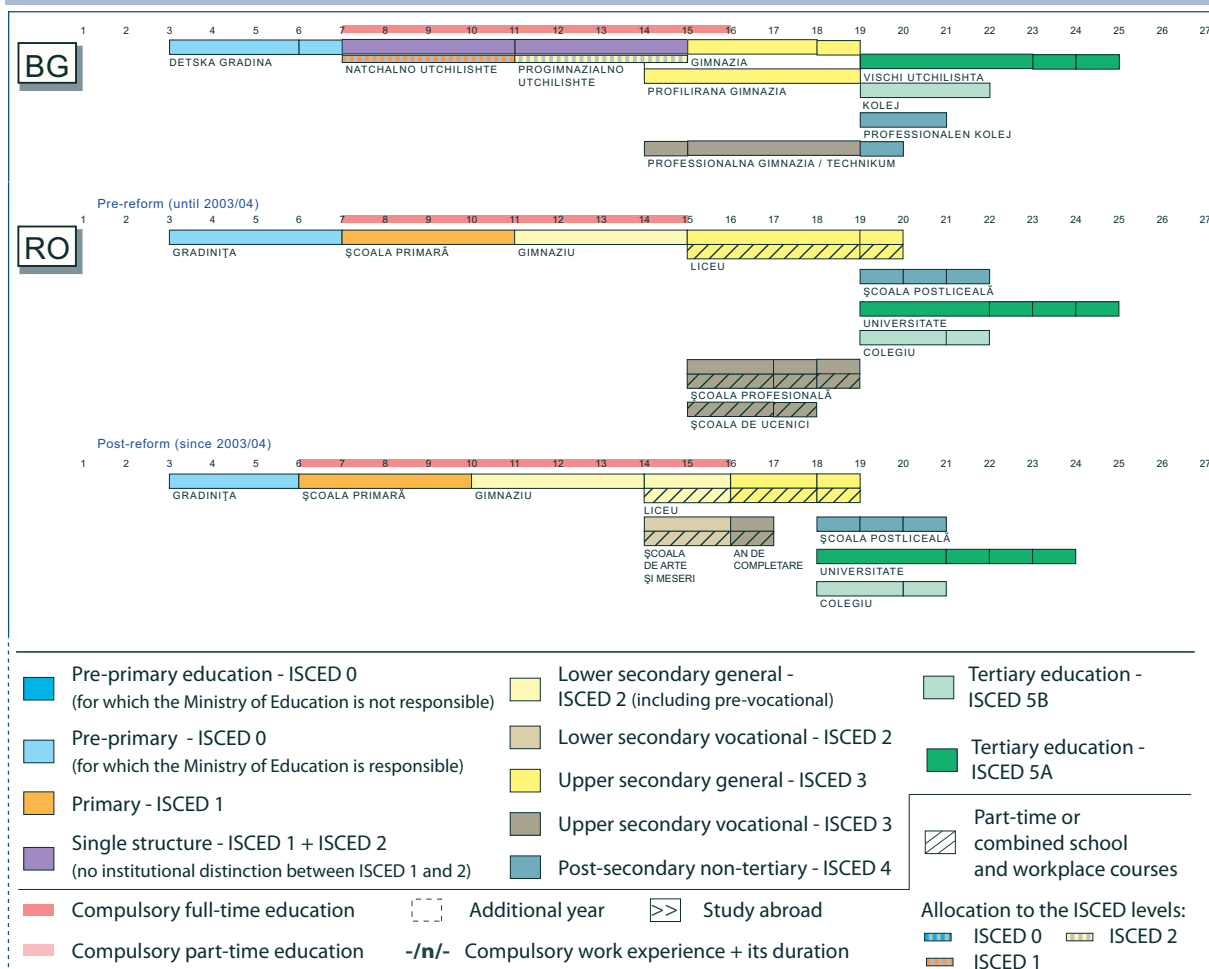 1 2 3 4 5 6 7 8 9 10 11 12 13 14 15 16 17 18 19 20 21 22 23 24 25 26 27
BG
DETSKA GRADINA
NATCHALNO UTCHILISHTE
PROGIMNAZIALNO
UTCHILISHTE
GIMNAZIA
PROFILIRANA GIMNAZIA
VISCHI UTCHILISHTA
KOLEJ
PROFESSIONALEN KOLEJ
PROFESSIONALNA GIMNAZIA / TECHNIKUM
Pre-reform (until 2003/04)
1 2 3 4 5 6 7 8 9 10 11 12 13 14 15 16 17 18 19 20 21 22 23 24 25 26 27
RO
GRADINIŢA
ŞCOALA PRIMARĂ
GIMNAZIU
LICEU
ŞCOALA POSTLICEALĂ
UNIVERSITATE
COLEGIU
ŞCOALA PROFESIONALĂ
ŞCOALA DE UCENICI
Post-reform (since 2003/04)
1 2 3 4 5 6 7 8 9 10 11 12 13 14 15 16 17 18 19 20 21 22 23 24 25 26 27
GRADINIŢA
ŞCOALA PRIMARĂ
GIMNAZIU
LICEU
ŞCOALA
DE ARTE
ŞI MESERI
AN DE
COMPLETARE
ŞCOALA POSTLICEALĂ
UNIVERSITATE
COLEGIU
Pre-primary education - ISCED 0
(for which the Ministry of Education is not responsible)
Pre-primary - ISCED 0
(for which the Ministry of Education is responsible)
Primary - ISCED 1
Single structure - ISCED 1 + ISCED 2
(no institutional distinction between ISCED 1 and 2)
Lower secondary general -
ISCED 2 (including pre-vocational)
Lower secondary vocational - ISCED 2
Upper secondary general - ISCED 3
Upper secondary vocational - ISCED 3
Post-secondary non-tertiary - ISCED 4
Tertiary education -
ISCED 5B
Tertiary education -
ISCED 5A
Part-time or
combined school
and workplace courses
Compulsory full-time education
Additional year
>> Study abroad
Compulsory part-time education
-/n/- Compulsory work experience + its duration
Allocation to the ISCED levels:
ISCED 0
ISCED 2
ISCED 1